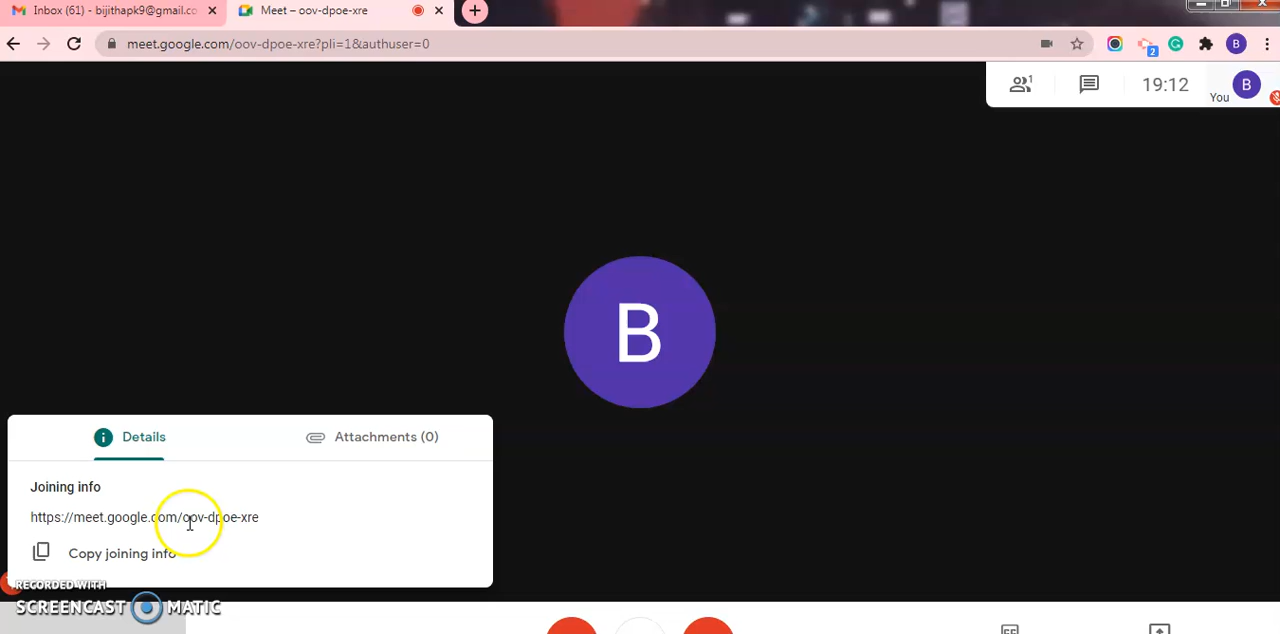 Inbox (61) - bijithapk9@gmail.co
Meet – oov-dpoe-xre
meet.google.com/oov-dpoe-xre?pli=1&authuser=0
2
B
1
19:12
You
B
B
Details
Attachments (0)
Joining info
https://meet.google.com/oov-dpoe-xre
Copy joining info
RECORDED WITH
SCREENCAST MATIC